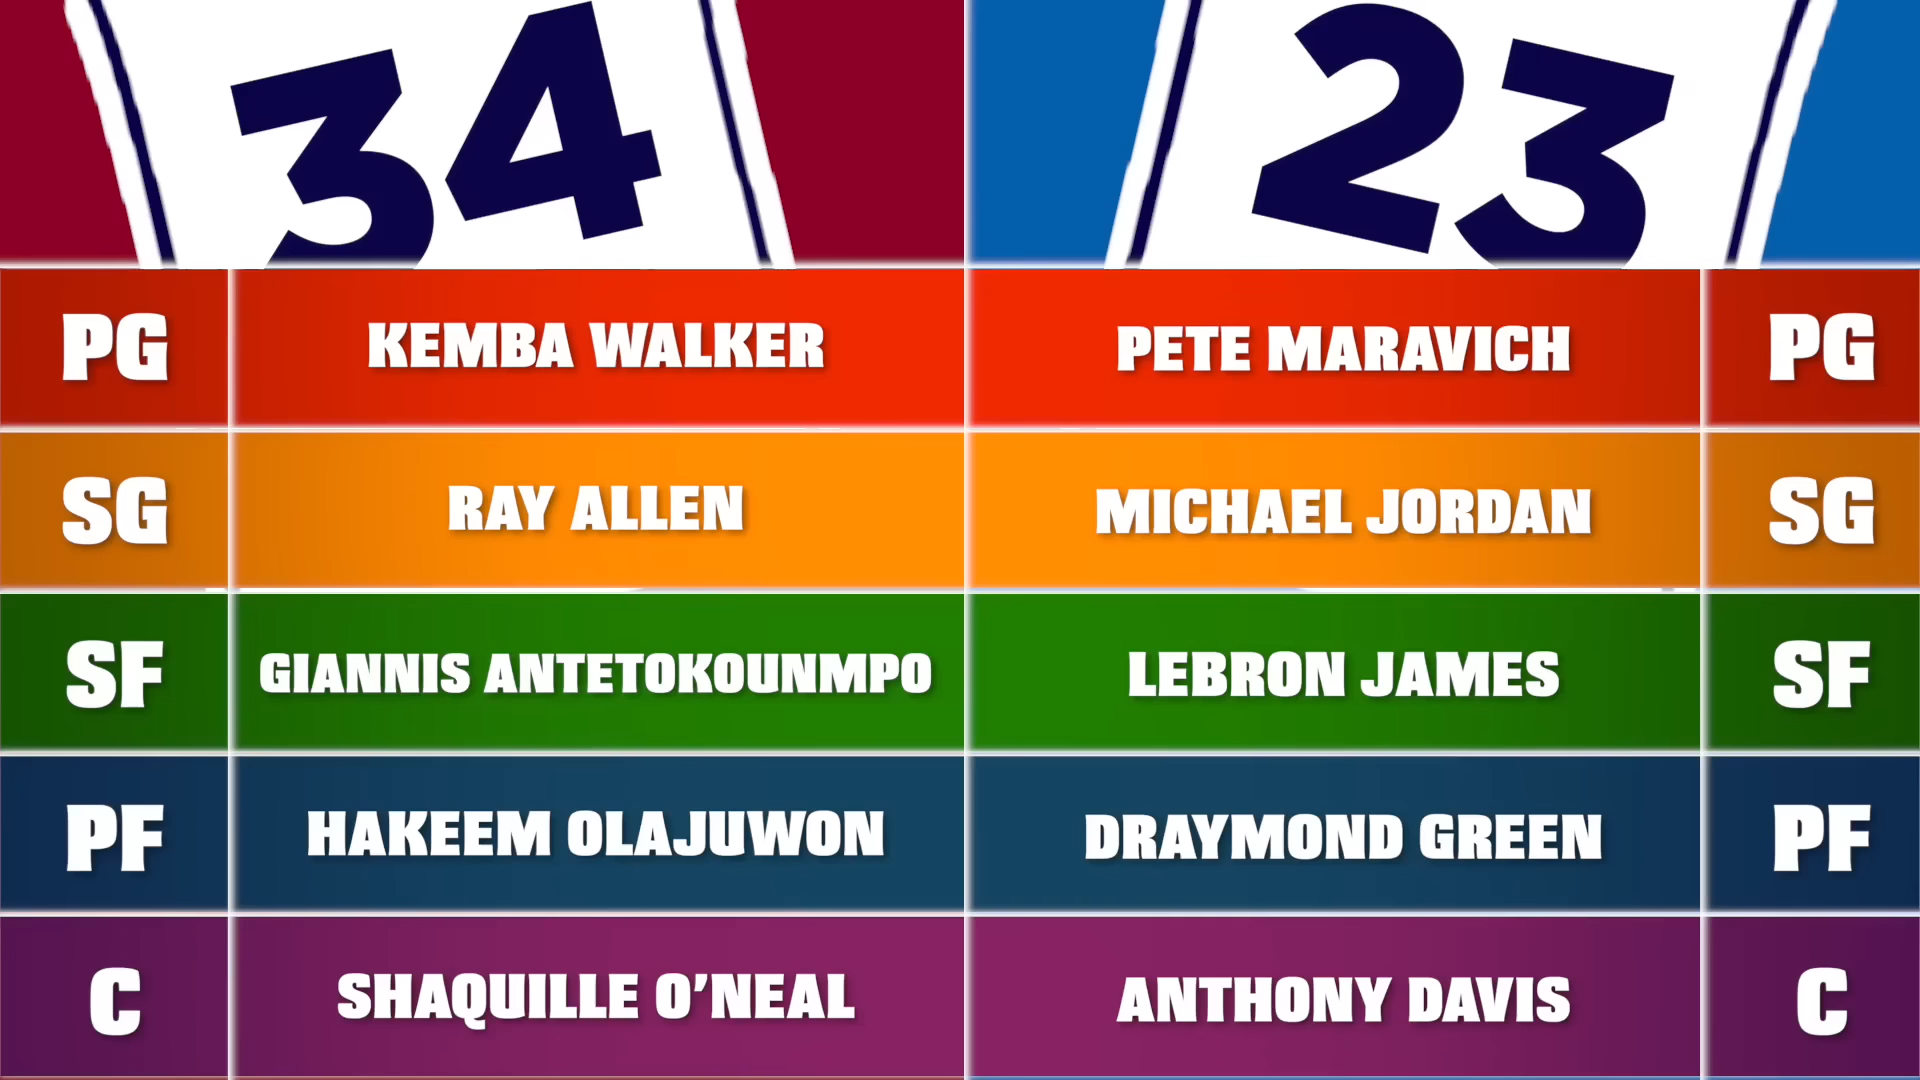 34 23
PG KEMBA WALKER PETE MARAVICH PG
SG RAY ALLEN MICHAEL JORDAN SG
SF GIANNIS ANTETOKOUNMPO LEBRON JAMES SF
PF HAKEEM OLAJUWON DRAYMOND GREEN PF
C SHAQUILLE O'NEAL ANTHONY DAVIS C